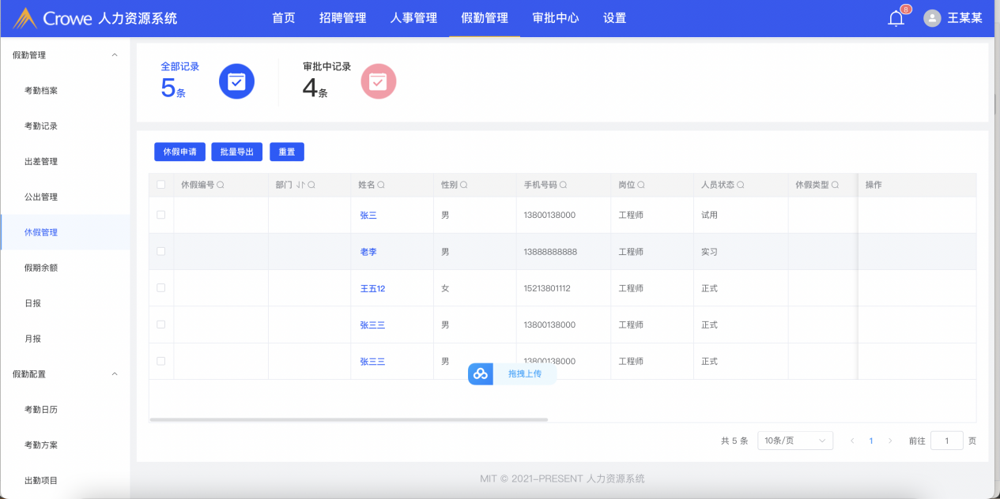 Crowe 人力资源系统 首页 招聘管理 人事管理 假勤管理 审批中心 设置 8 王某某
假勤管理
考勤档案
考勤记录
出差管理
公出管理
休假管理
假期余额
日报
月报
假勤配置
考勤日历
考勤方案
出勤项目
全部记录
5条
审批中记录
4条
休假申请 批量导出 重置
休假编号 部门 姓名 性别 手机号码 岗位 人员状态 休假类型 操作
张三 男 13800138000 工程师 试用
老李 男 13888888888 工程师 实习
王五12 女 15213801112 工程师 正式
张三三 男 13800138000 工程师 正式
张三三 男 13800138000 工程师 正式
拖拽上传
共 5 条 10条/页 1 前往 1 页
MIT © 2021-PRESENT 人力资源系统